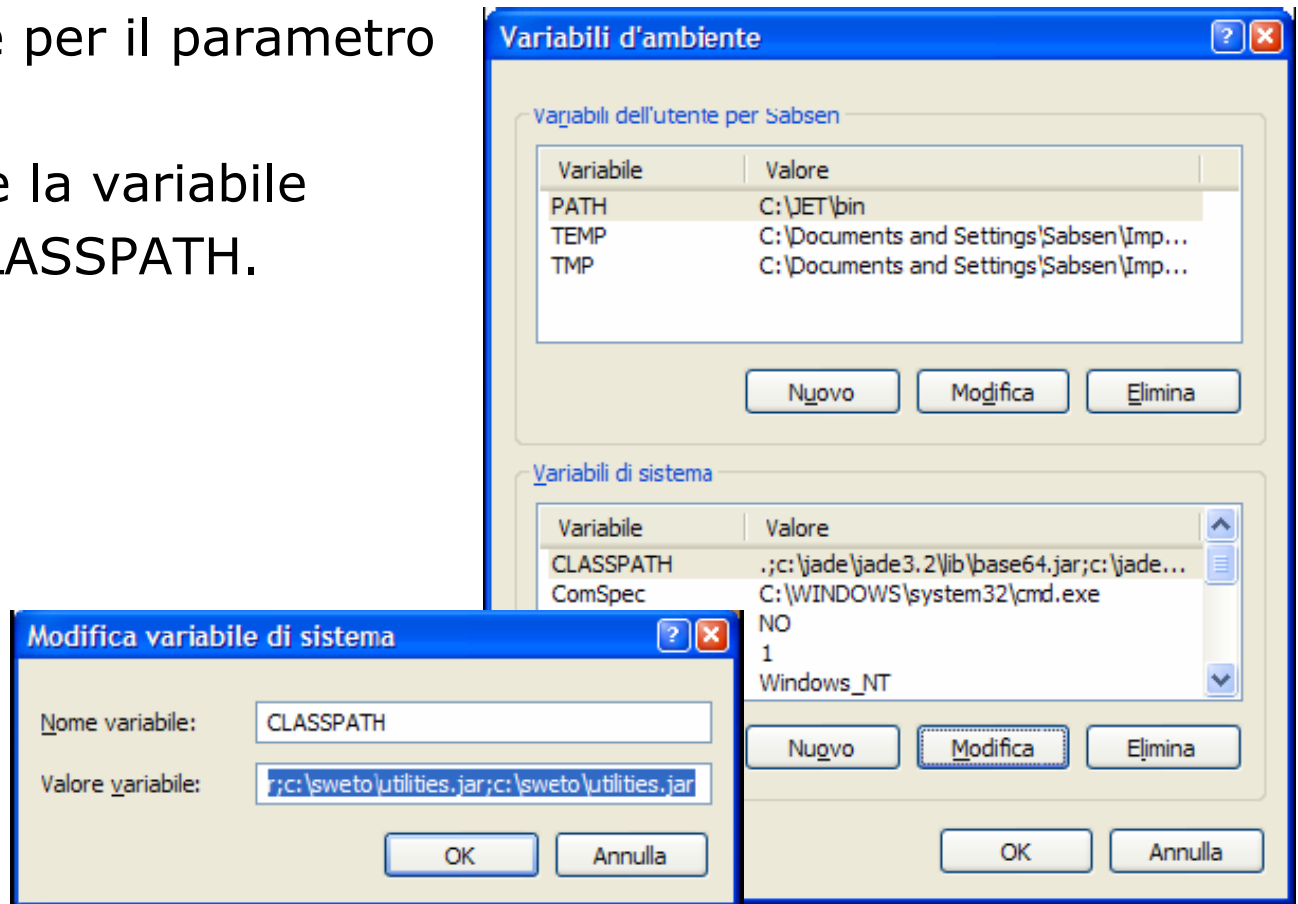 e per il parametro
e la variabile
LASSPATH.
Variabili d'ambiente
Variabili dell'utente per Sabsen
Variabile Valore
PATH C:\JET\bin
TEMP C:\Documents and Settings\Sabsen\Imp...
TMP C:\Documents and Settings\Sabsen\Imp...
Nuovo Modifica Elimina
Variabili di sistema
Variabile Valore
CLASSPATH .;c:\jade\jade3.2\lib\base64.jar;c:\jade...
ComSpec C:\WINDOWS\system32\cmd.exe
NO
1
Windows_NT
Nuovo Modifica Elimina
OK Annulla
Modifica variabile di sistema
Nome variabile: CLASSPATH
Valore variabile: r;c:\sweto\utilities.jar;c:\sweto\utilities.jar
OK Annulla